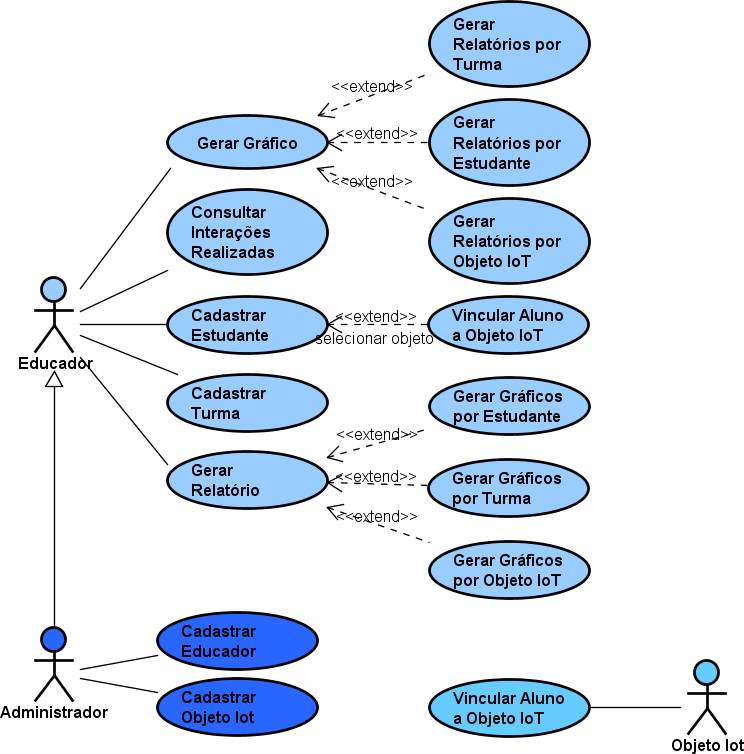 Gerar
Relatórios por
Turma
<<extend>>
Gerar Gráfico
<<extend>>
Gerar
Relatórios por
Estudante
<<extend>>
Gerar
Relatórios por
Objeto IoT
Consultar
Interações
Realizadas
Cadastrar
Estudante
<<extend>>
selecionar objeto
Vincular Aluno
a Objeto IoT
Educador
Cadastrar
Turma
Gerar Gráficos
por Estudante
<<extend>>
Gerar
Relatório
<<extend>>
Gerar Gráficos
por Turma
<<extend>>
Gerar Gráficos
por Objeto IoT
Cadastrar
Educador
Administrador
Cadastrar
Objeto Iot
Vincular Aluno
a Objeto IoT
Objeto Iot